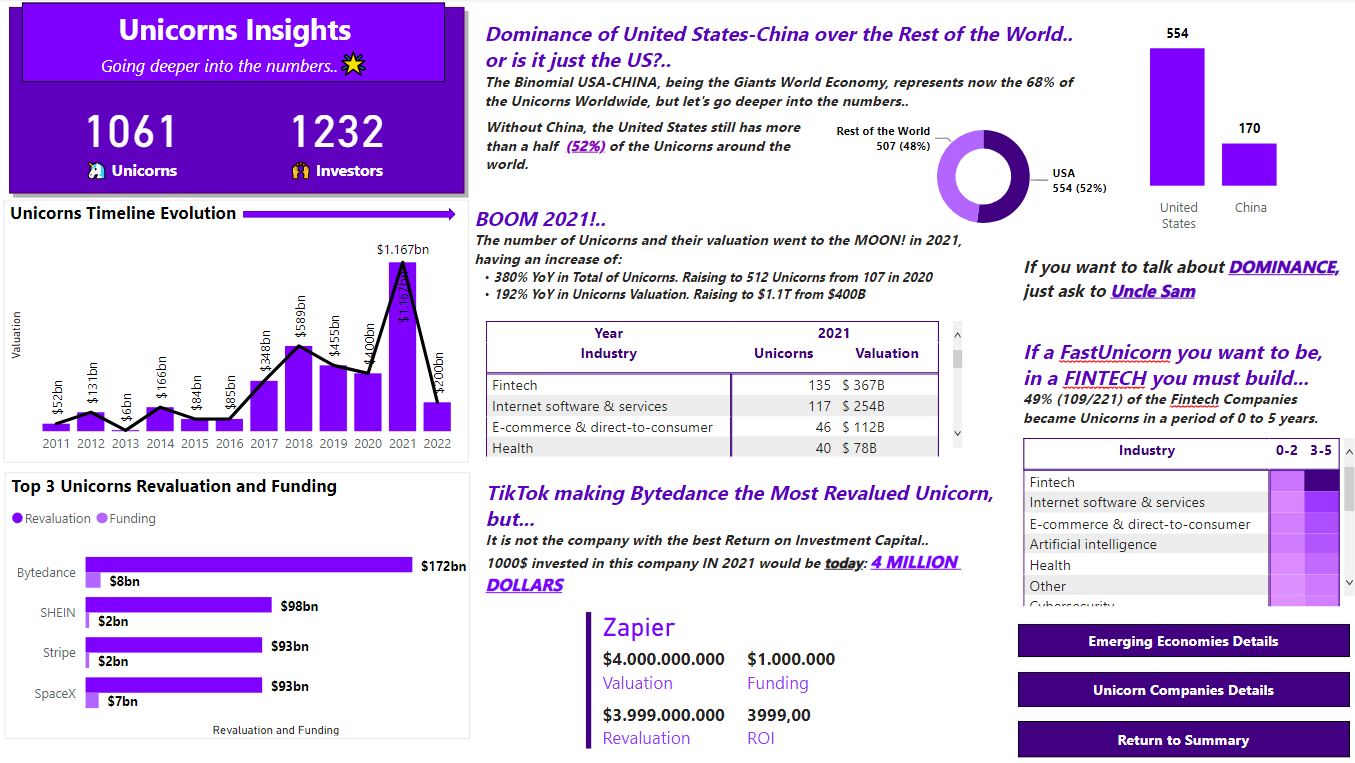 Unicorns Insights
Going deeper into the numbers..
1061
Unicorns
1232
Investors
Unicorns Timeline Evolution
Valuation
$52bn
$131bn
$6bn
$166bn
$84bn
$85bn
$348bn
$589bn
$455bn
$400bn
$1.167bn
$1.167bn
$200bn
2011 2012 2013 2014 2015 2016 2017 2018 2019 2020 2021 2022
Top 3 Unicorns Revaluation and Funding
Revaluation Funding
Bytedance
$172bn
$8bn
SHEIN
$98bn
$2bn
Stripe
$93bn
$2bn
SpaceX
$93bn
$7bn
Revaluation and Funding
Dominance of United States-China over the Rest of the World..
or is it just the US?..
The Binomial USA-CHINA, being the Giants World Economy, represents now the 68% of
the Unicorns Worldwide, but let's go deeper into the numbers..
Without China, the United States still has more
than a half (52%) of the Unicorns around the
world.
Rest of the World
507 (48%)
USA
554 (52%)
554
170
United
States
China
BOOM 2021!..
The number of Unicorns and their valuation went to the MOON! in 2021,
having an increase of:
• 380% YoY in Total of Unicorns. Raising to 512 Unicorns from 107 in 2020
• 192% YoY in Unicorns Valuation. Raising to $1.1T from $400B
Year 2021
Industry Unicorns Valuation
Fintech 135 $ 367B
Internet software & services 117 $ 254B
E-commerce & direct-to-consumer 46 $ 112B
Health 40 $ 78B
If you want to talk about DOMINANCE,
just ask to Uncle Sam
If a FastUnicorn you want to be,
in a FINTECH you must build...
49% (109/221) of the Fintech Companies
became Unicorns in a period of 0 to 5 years.
Industry 0-2 3-5
Fintech
Internet software & services
E-commerce & direct-to-consumer
Artificial intelligence
Health
Other
Cybersecurity
TikTok making Bytedance the Most Revalued Unicorn,
but...
It is not the company with the best Return on Investment Capital..
1000$ invested in this company IN 2021 would be today: 4 MILLION
DOLLARS
Zapier
$4.000.000.000 $1.000.000
Valuation Funding
$3.999.000.000 3999,00
Revaluation ROI
Emerging Economies Details
Unicorn Companies Details
Return to Summary